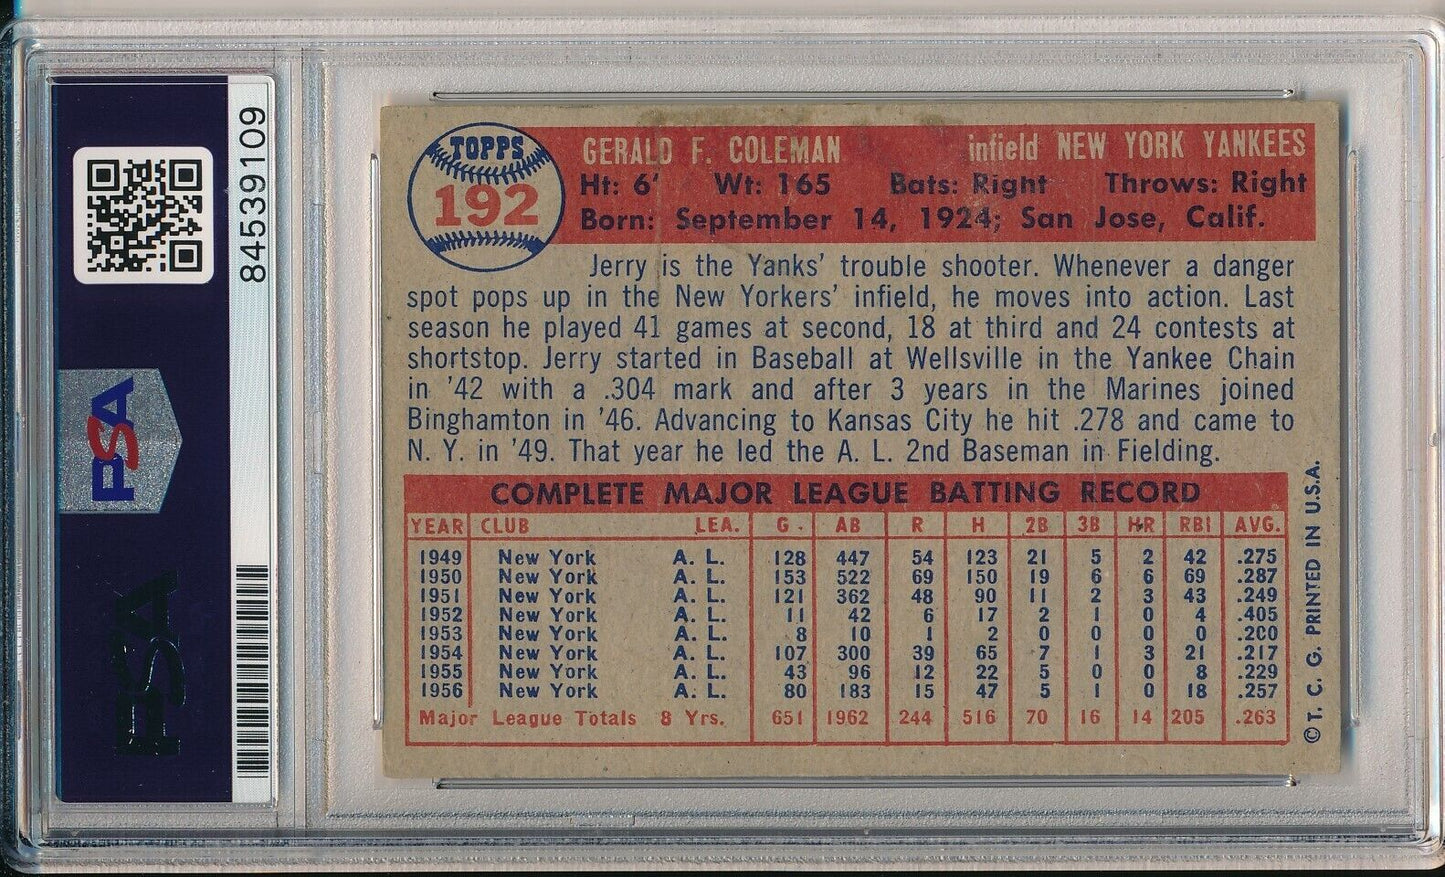 84539109
PSA
PSA
TOPPS
192
GERALD F. COLEMAN infield NEW YORK YANKEES
Ht: 6' Wt: 165 Bats: Right Throws: Right
Born: September 14, 1924; San Jose, Calif.
Jerry is the Yanks' trouble shooter. Whenever a danger
spot pops up in the New Yorkers' infield, he moves into action. Last
season he played 41 games at second, 18 at third and 24 contests at
shortstop. Jerry started in Baseball at Wellsville in the Yankee Chain
in '42 with a .304 mark and after 3 years in the Marines joined
Binghamton in '46. Advancing to Kansas City he hit .278 and came to
N. Y. in '49. That year he led the A. L. 2nd Baseman in Fielding.
COMPLETE MAJOR LEAGUE BATTING RECORD
YEAR CLUB LEA. G. AB R H 2B 3B HR RBI AVG.
1949 New York A. L. 128 447 54 123 21 5 2 42 .275
1950 New York A. L. 153 522 69 150 19 6 6 69 .287
1951 New York A. L. 121 362 48 90 11 2 3 43 .249
1952 New York A. L. 11 42 6 17 2 1 0 4 .405
1953 New York A. L. 8 10 1 2 0 0 0 0 .200
1954 New York A. L. 107 300 39 65 7 1 3 21 .217
1955 New York A. L. 43 96 12 22 5 0 0 8 .229
1956 New York A. L. 80 183 15 47 5 1 0 18 .257
Major League Totals 8 Yrs. 651 1962 244 516 70 16 14 205 .263
©T. C. G. PRINTED IN U.S.A.